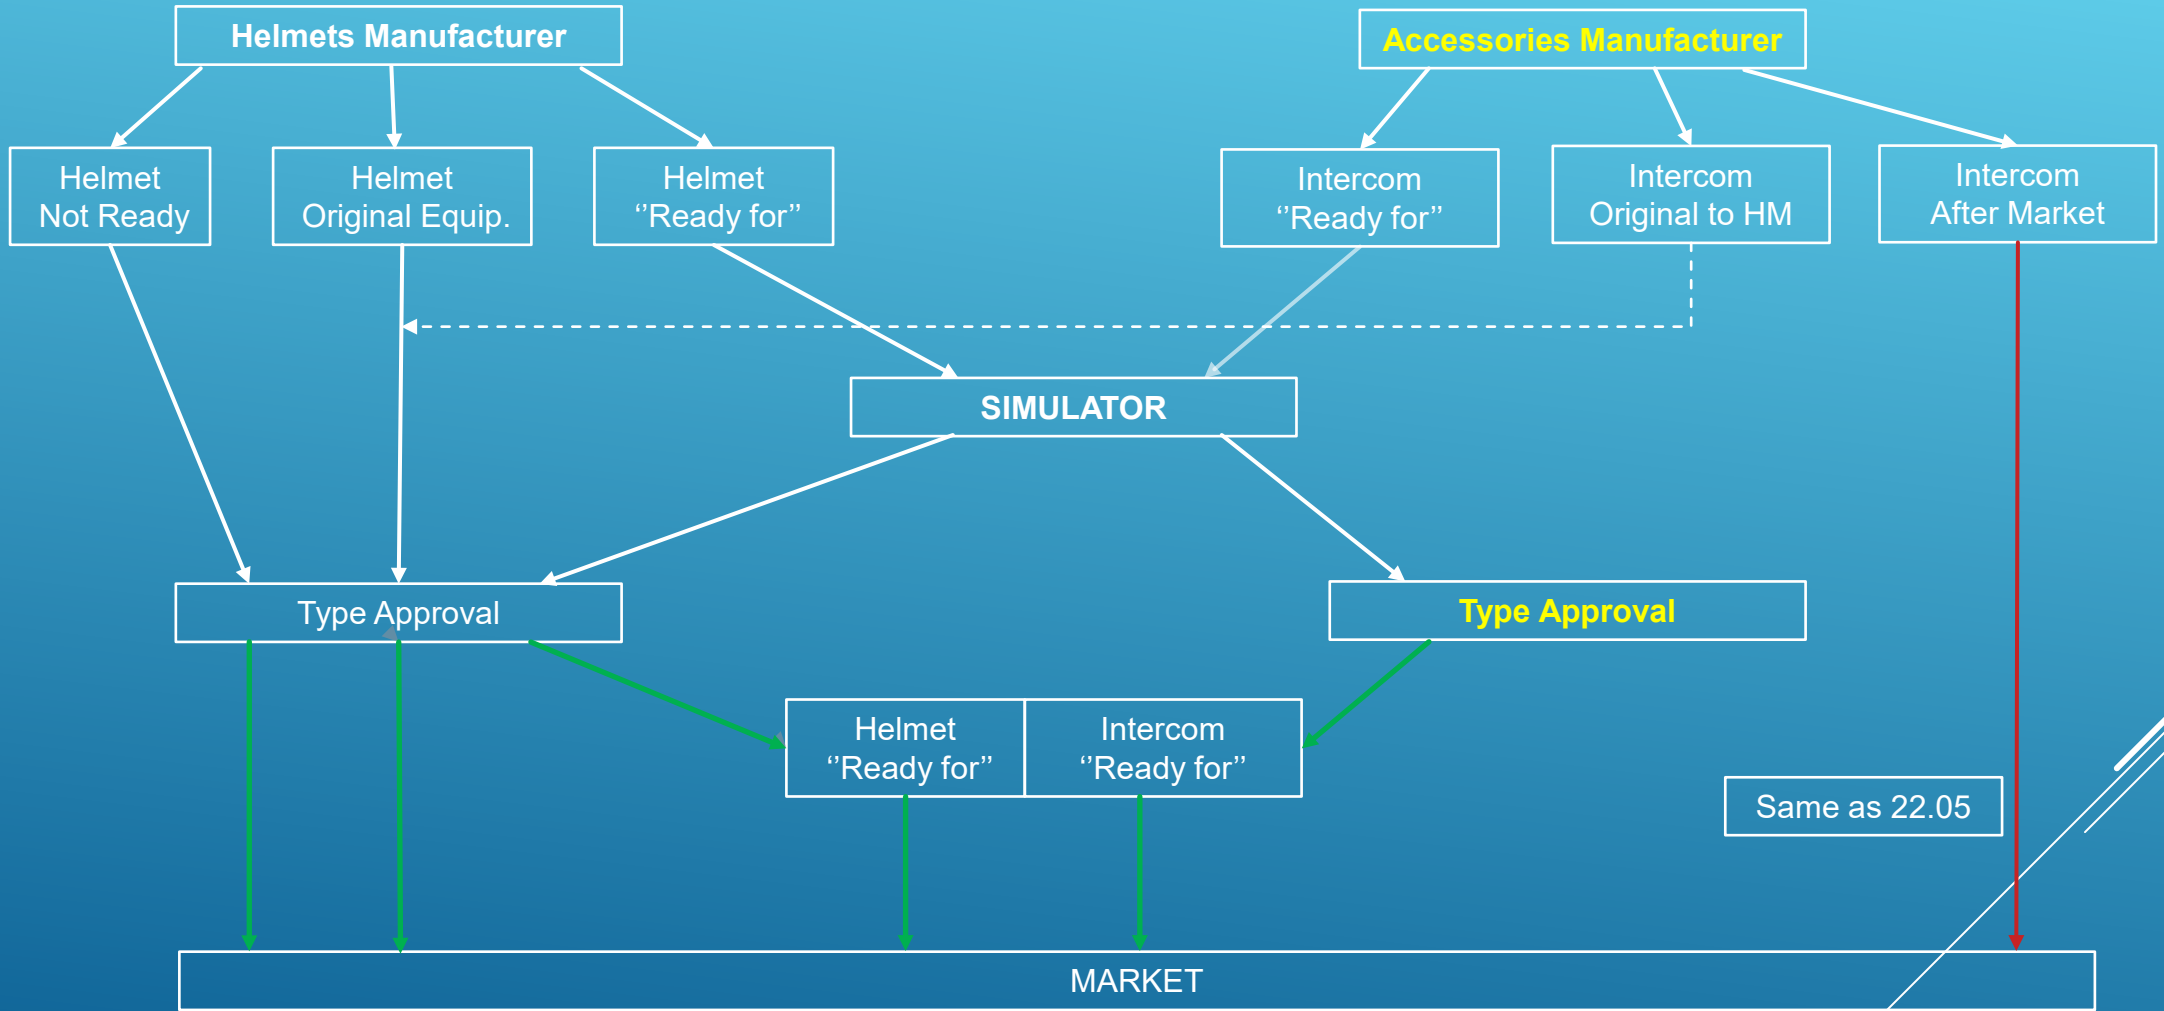 Helmets Manufacturer
Accessories Manufacturer
Helmet
Not Ready
Helmet
Original Equip.
Helmet
‘’Ready for’’
Intercom
‘’Ready for’’
Intercom
Original to HM
Intercom
After Market
SIMULATOR
Type Approval
Type Approval
Helmet
‘’Ready for’’
Intercom
‘’Ready for’’
Same as 22.05
MARKET